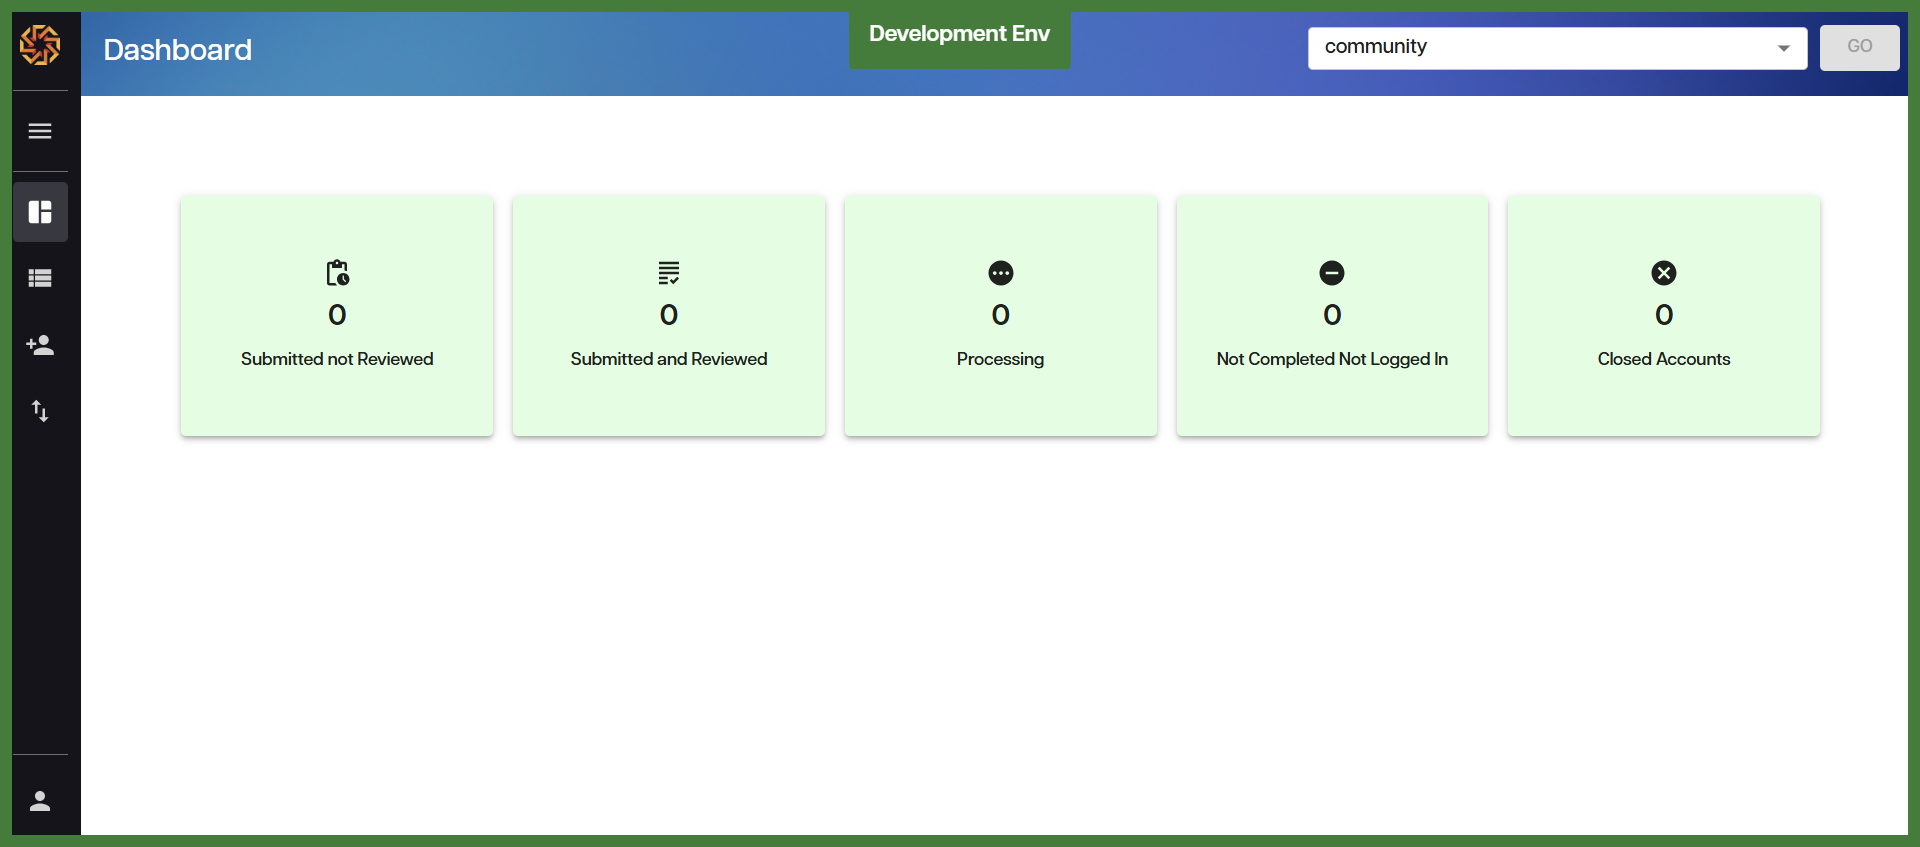 Dashboard
Development Env
community
GO
0
Submitted not Reviewed
0
Submitted and Reviewed
0
Processing
0
Not Completed Not Logged In
0
Closed Accounts